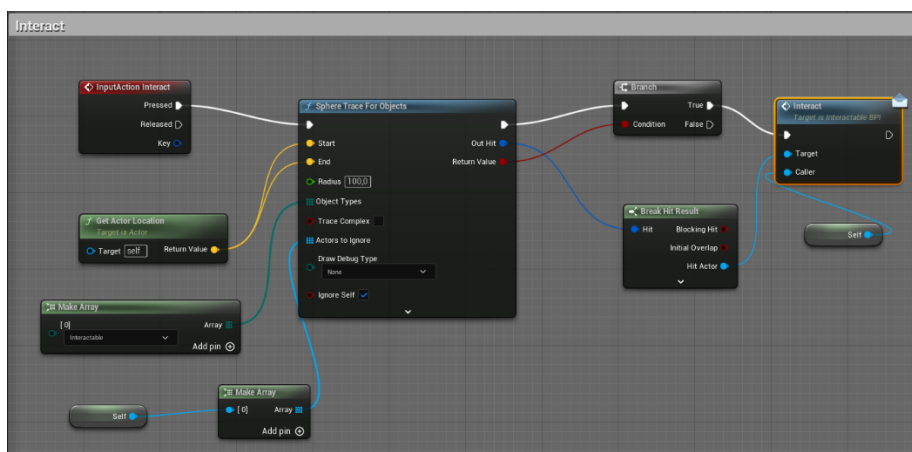 Interact
InputAction Interact
Pressed
Released
Key
Get Actor Location
Target is Actor
Target self
Return Value
Make Array
[0]
Interactable
Array
Add pin
Self
Make Array
[0]
Array
Add pin
Sphere Trace For Objects
Start
End
Radius 100,0
Object Types
Trace Complex
Actors to Ignore
Draw Debug Type
None
Ignore Self
Out Hit
Return Value
Branch
Condition
True
False
Break Hit Result
Hit
Blocking Hit
Initial Overlap
Hit Actor
Interact
Target is Interactable BPI
Target
Caller
Self